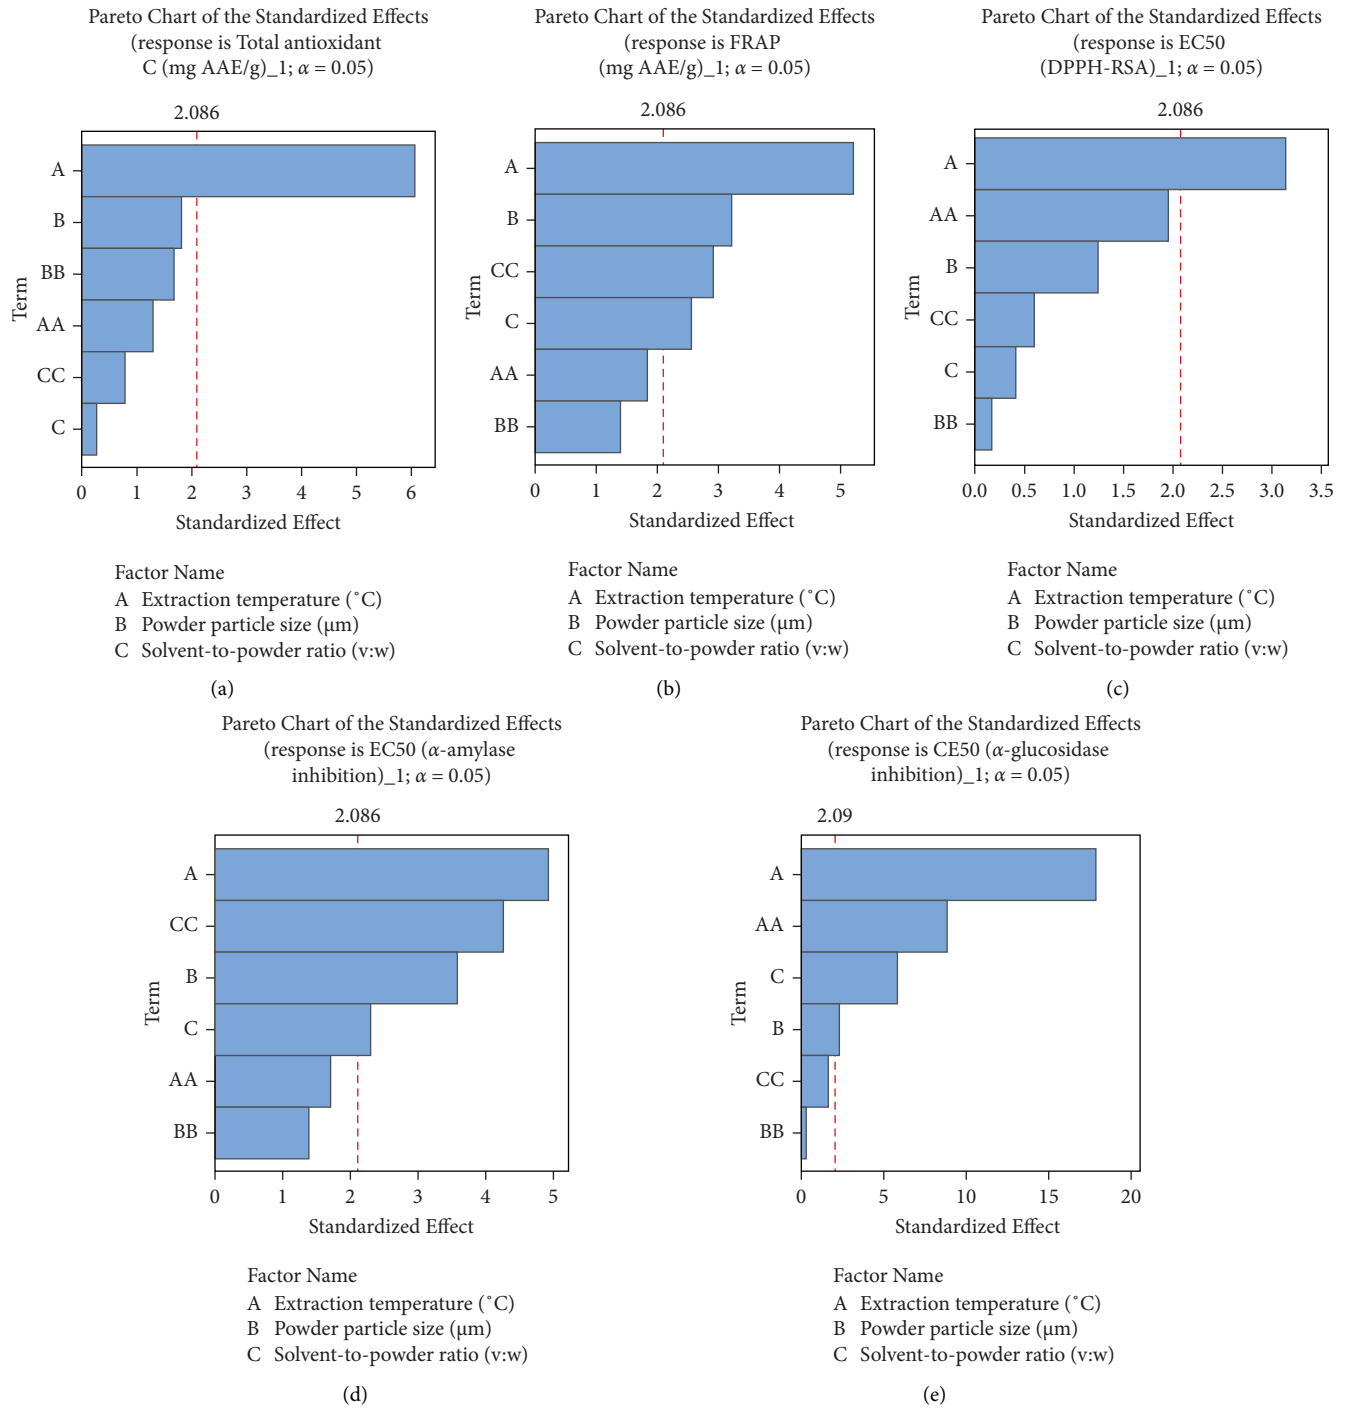 Pareto Chart of the Standardized Effects
(response is Total antioxidant
C (mg AAE/g)_1; α = 0.05)
2.086
Term
A
B
BB
AA
CC
C
0 1 2 3 4 5 6
Standardized Effect
Factor Name
A Extraction temperature (˚C)
B Powder particle size (μm)
C Solvent-to-powder ratio (v:w)
(a)
Pareto Chart of the Standardized Effects
(response is FRAP
(mg AAE/g)_1; α = 0.05)
2.086
Term
A
B
CC
C
AA
BB
0 1 2 3 4 5
Standardized Effect
Factor Name
A Extraction temperature (˚C)
B Powder particle size (μm)
C Solvent-to-powder ratio (v:w)
(b)
Pareto Chart of the Standardized Effects
(response is EC50
(DPPH-RSA)_1; α = 0.05)
2.086
Term
A
AA
B
CC
C
BB
0.0 0.5 1.0 1.5 2.0 2.5 3.0 3.5
Standardized Effect
Factor Name
A Extraction temperature (˚C)
B Powder particle size (μm)
C Solvent-to-powder ratio (v:w)
(c)
Pareto Chart of the Standardized Effects
(response is EC50 (α-amylase
inhibition)_1; α = 0.05)
2.086
Term
A
CC
B
C
AA
BB
0 1 2 3 4 5
Standardized Effect
Factor Name
A Extraction temperature (˚C)
B Powder particle size (μm)
C Solvent-to-powder ratio (v:w)
(d)
Pareto Chart of the Standardized Effects
(response is CE50 (α-glucosidase
inhibition)_1; α = 0.05)
2.09
Term
A
AA
C
B
CC
BB
0 5 10 15 20
Standardized Effect
Factor Name
A Extraction temperature (˚C)
B Powder particle size (μm)
C Solvent-to-powder ratio (v:w)
(e)